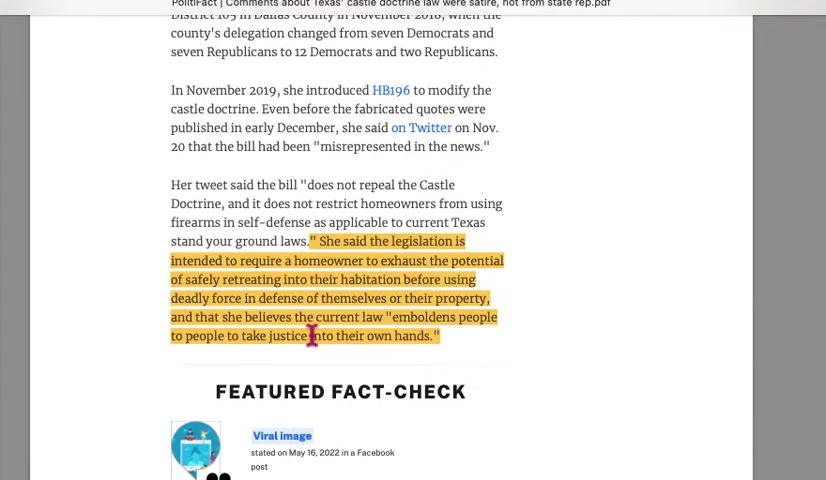 PolitiFact | Comments about Texas' castle doctrine law were satire, not from state rep.pdf
District 105 in Dallas County in November 2018, when the
county's delegation changed from seven Democrats and
seven Republicans to 12 Democrats and two Republicans.
In November 2019, she introduced HB196 to modify the
castle doctrine. Even before the fabricated quotes were
published in early December, she said on Twitter on Nov.
20 that the bill had been "misrepresented in the news."
Her tweet said the bill "does not repeal the Castle
Doctrine, and it does not restrict homeowners from using
firearms in self-defense as applicable to current Texas
stand your ground laws." She said the legislation is
intended to require a homeowner to exhaust the potential
of safely retreating into their habitation before using
deadly force in defense of themselves or their property,
and that she believes the current law "emboldens people
to people to take justice into their own hands."
FEATURED FACT-CHECK
Viral image
stated on May 16, 2022 in a Facebook
post